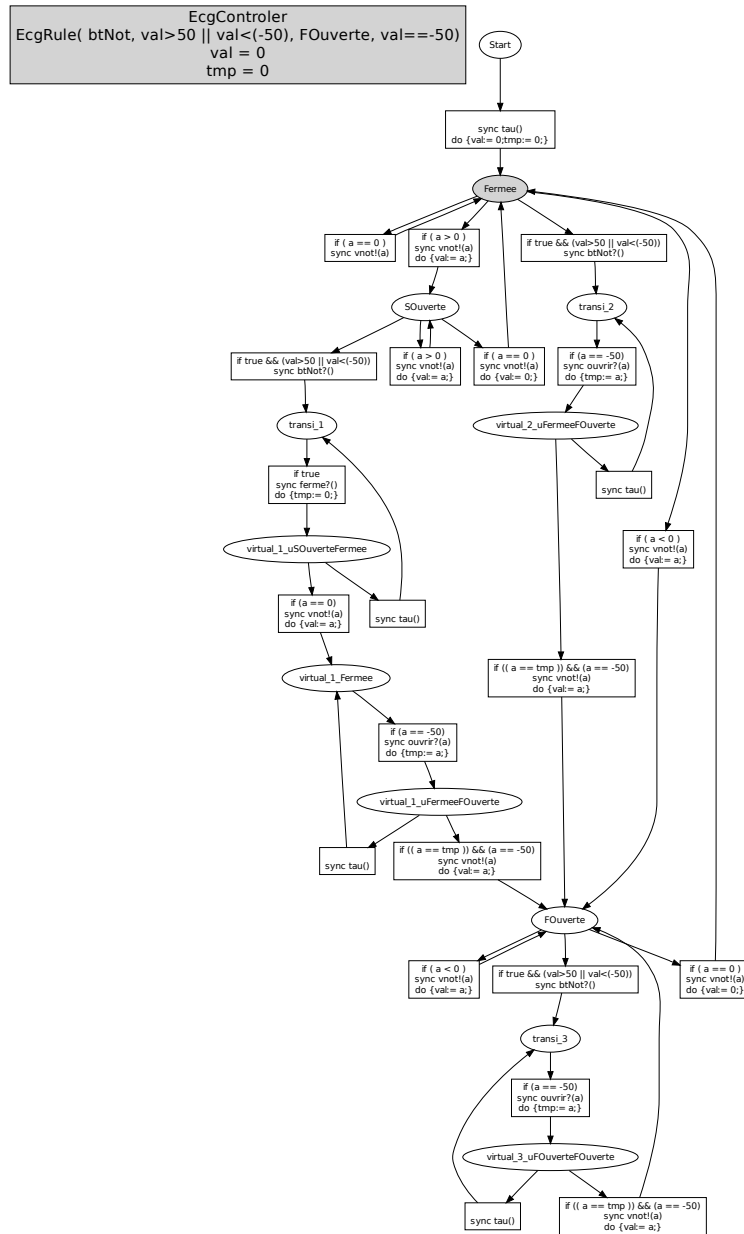 EcgControler
EcgRule( btNot, val>50 || val<(-50), FOuverte, val==-50)
val = 0
tmp = 0
Start
sync tau()
do {val:= 0;tmp:= 0;}
Fermee
if ( a == 0 )
sync vnot!(a)
if ( a > 0 )
sync vnot!(a)
do {val:= a;}
if true && (val>50 || val<(-50))
sync btNot?()
SOuverte
transi_2
if true && (val>50 || val<(-50))
sync btNot?()
if ( a > 0 )
sync vnot!(a)
do {val:= a;}
if ( a == 0 )
sync vnot!(a)
do {val:= 0;}
if (a == -50)
sync ouvrir?(a)
do {tmp:= a;}
transi_1
virtual_2_uFermeeFOuverte
if true
sync ferme?()
do {tmp:= 0;}
sync tau()
virtual_1_uSOuverteFermee
if ( a < 0 )
sync vnot!(a)
do {val:= a;}
if (a == 0)
sync vnot!(a)
do {val:= a;}
sync tau()
virtual_1_Fermee
if (( a == tmp )) && (a == -50)
sync vnot!(a)
do {val:= a;}
if (a == -50)
sync ouvrir?(a)
do {tmp:= a;}
virtual_1_uFermeeFOuverte
sync tau()
if (( a == tmp )) && (a == -50)
sync vnot!(a)
do {val:= a;}
FOuverte
if ( a < 0 )
sync vnot!(a)
do {val:= a;}
if true && (val>50 || val<(-50))
sync btNot?()
if ( a == 0 )
sync vnot!(a)
do {val:= 0;}
transi_3
if (a == -50)
sync ouvrir?(a)
do {tmp:= a;}
virtual_3_uFOuverteFOuverte
sync tau()
if (( a == tmp )) && (a == -50)
sync vnot!(a)
do {val:= a;}